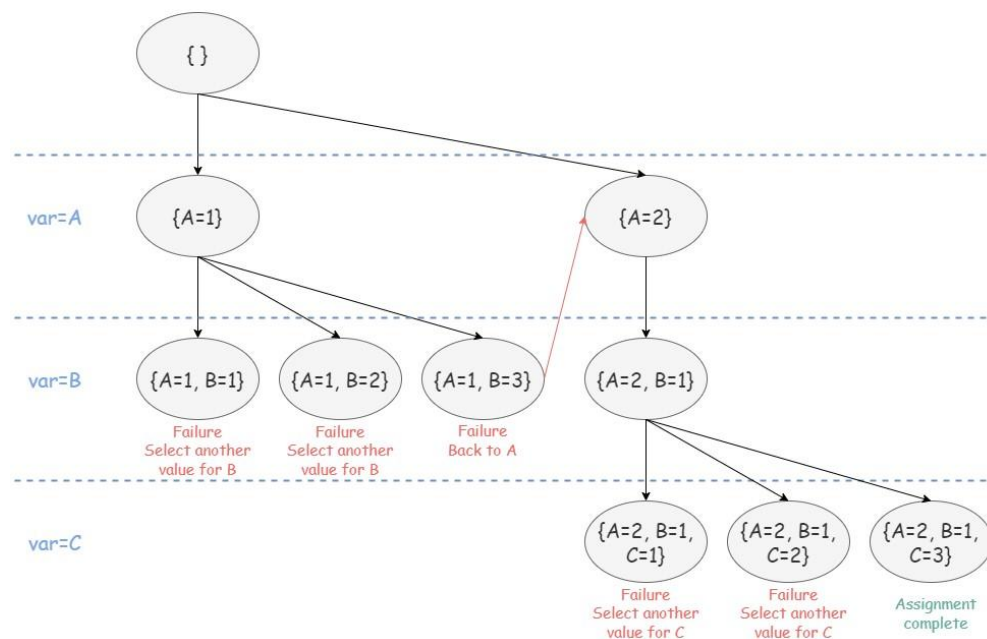 { }
var=A
{A=1}
{A=2}
var=B
{A=1, B=1}
{A=1, B=2}
{A=1, B=3}
{A=2, B=1}
Failure
Select another
value for B
Failure
Select another
value for B
Failure
Back to A
var=C
{A=2, B=1,
C=1}
{A=2, B=1,
C=2}
{A=2, B=1,
C=3}
Failure
Select another
value for C
Failure
Select another
value for C
Assignment
complete